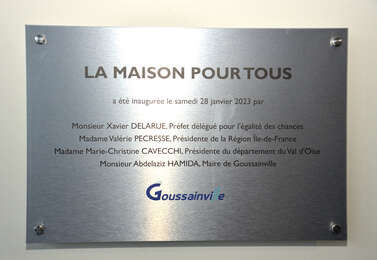 LA MAISON POUR TOUS
a été inaugurée le samedi 28 janvier 2023 par
Monsieur Xavier DELARUE, Préfet délégué pour l'égalité des chances
Madame Valérie PECRESSE, Présidente de la Région Île-de-France
Madame Marie-Christine CAVECCHI, Présidente du département du Val d'Oise
Monsieur Abdelaziz HAMIDA, Maire de Goussainville
Goussainville